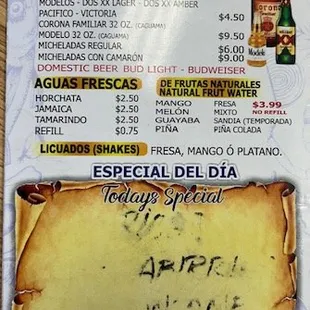 MODELOS - DOS XX LAGER - DOS XX AMBER
PACIFICO - VICTORIA $4.50
CORONA FAMILIAR 32 OZ. (CAGUAMA)
MODELO 32 OZ. (CAGUAMA) $9.50
MICHELADAS REGULAR $6.00
MICHELADAS CON CAMARÓN $9.00
DOMESTIC BEER BUD LIGHT - BUDWEISER
AGUAS FRESCAS
HORCHATA $2.50
JAMAICA $2.50
TAMARINDO $2.50
REFILL $0.75
DE FRUTAS NATURALES
NATURAL FRUIT WATER
MANGO FRESA $3.99
MELÓN MIXTO NO REFILL
GUAYABA SANDIA (TEMPORADA)
PIÑA PIÑA COLADA
LICUADOS (SHAKES) FRESA, MANGO Ó PLATANO.
ESPECIAL DEL DÍA
Todays Special